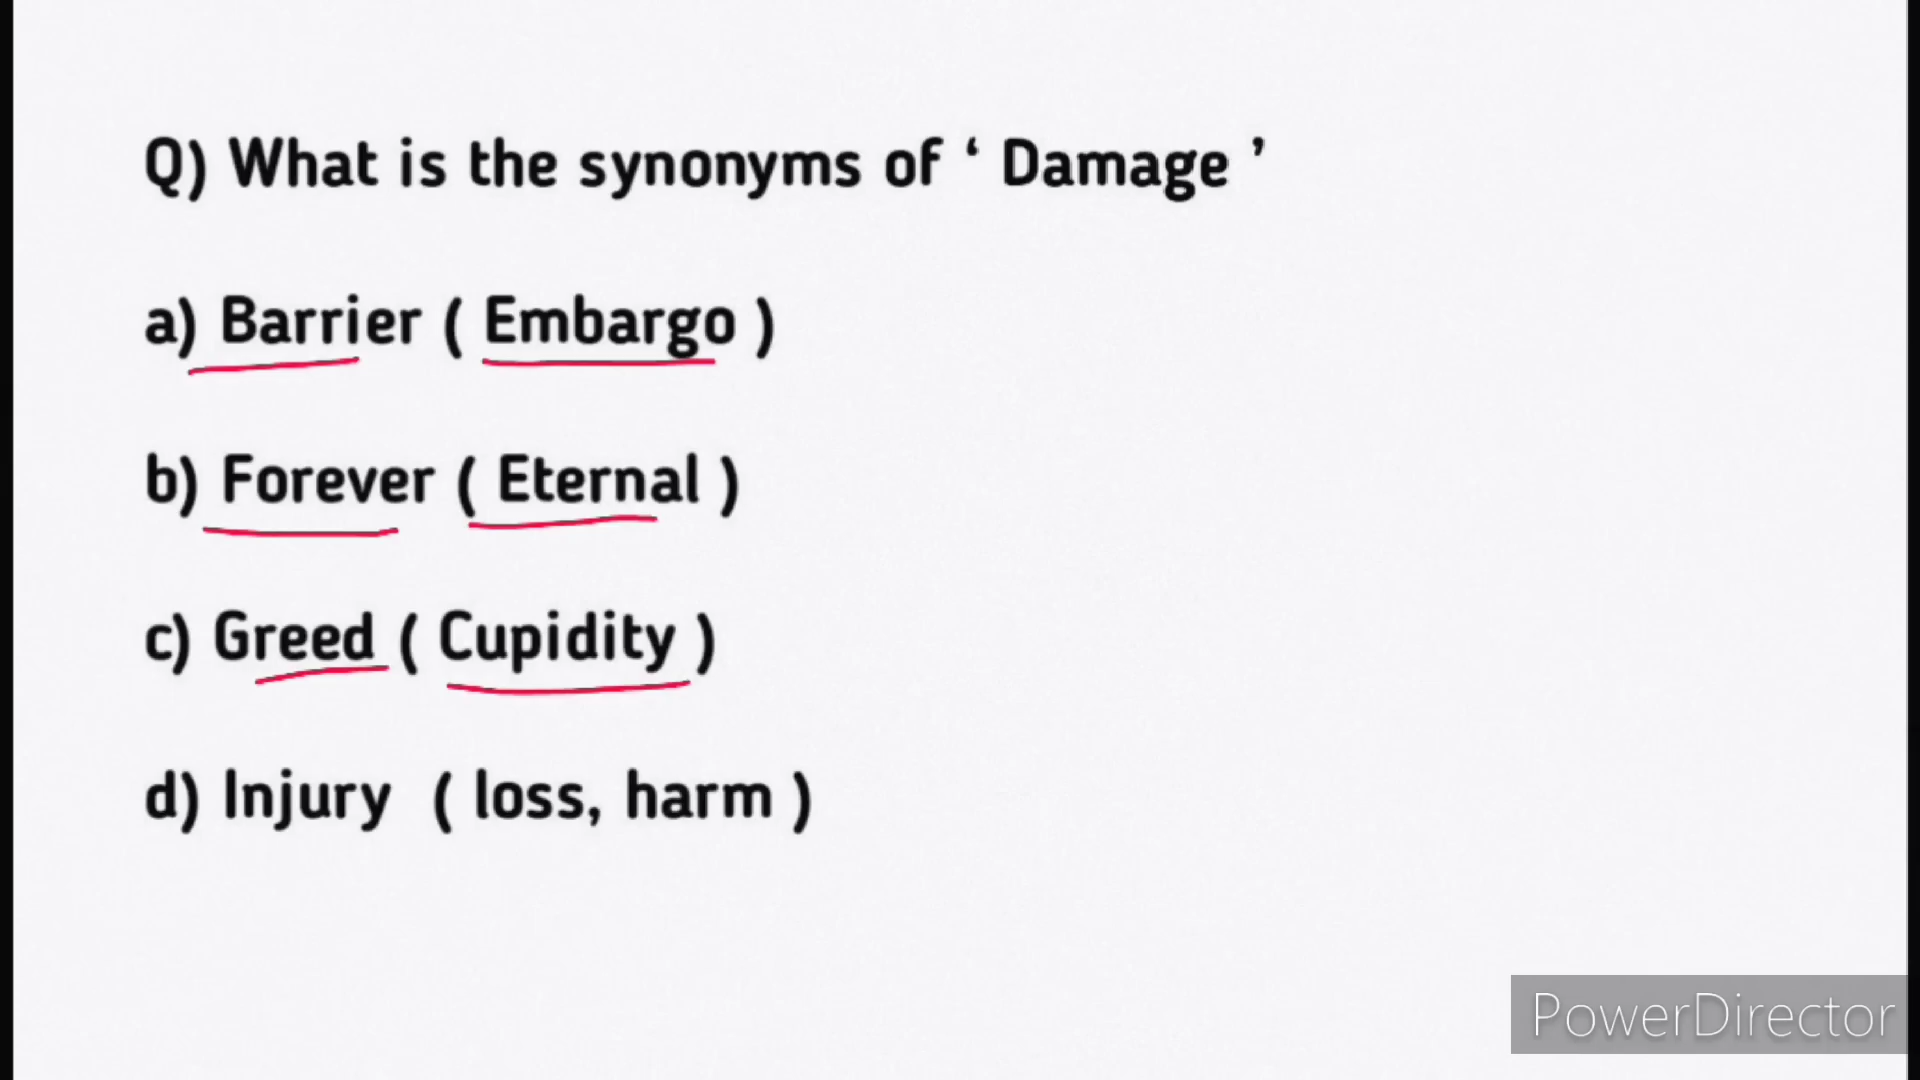 Q) What is the synonyms of ‘ Damage ’
a) Barrier ( Embargo )
b) Forever ( Eternal )
c) Greed ( Cupidity )
d) Injury ( loss, harm )
PowerDirector